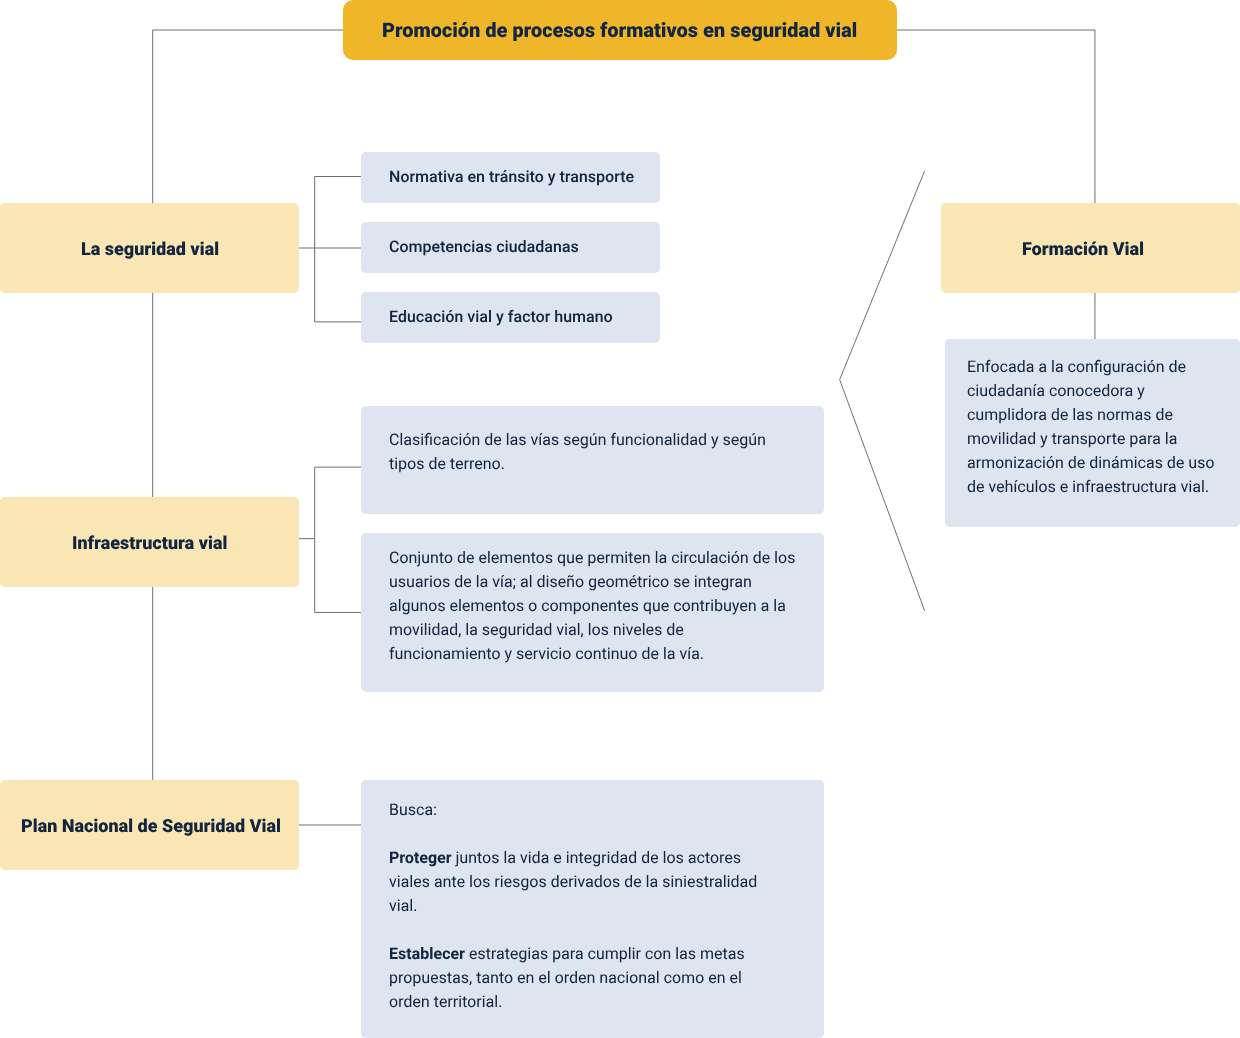 Promoción de procesos formativos en seguridad vial
La seguridad vial
Normativa en tránsito y transporte
Competencias ciudadanas
Educación vial y factor humano
Infraestructura vial
Clasificación de las vías según funcionalidad y según
tipos de terreno.
Conjunto de elementos que permiten la circulación de los
usuarios de la vía; al diseño geométrico se integran
algunos elementos o componentes que contribuyen a la
movilidad, la seguridad vial, los niveles de
funcionamiento y servicio continuo de la vía.
Plan Nacional de Seguridad Vial
Busca:
Proteger juntos la vida e integridad de los actores
viales ante los riesgos derivados de la siniestralidad
vial.
Establecer estrategias para cumplir con las metas
propuestas, tanto en el orden nacional como en el
orden territorial.
Formación Vial
Enfocada a la configuración de
ciudadanía conocedora y
cumplidora de las normas de
movilidad y transporte para la
armonización de dinámicas de uso
de vehículos e infraestructura vial.